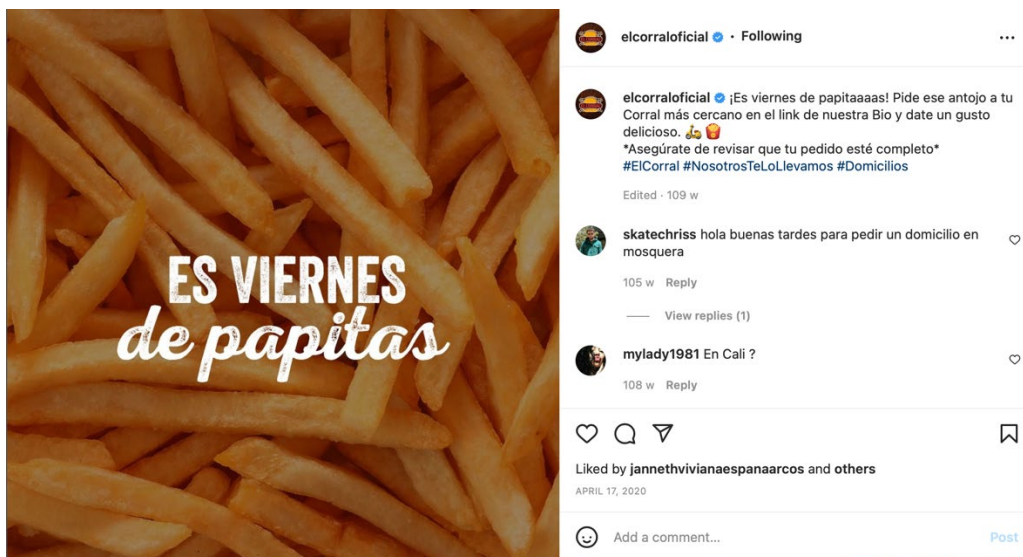 ES VIERNES
de papitas
elcorraloficial • Following
elcorraloficial ¡Es viernes de papitaaaas! Pide ese antojo a tu
Corral más cercano en el link de nuestra Bio y date un gusto
delicioso. 🛵 🍟
*Asegúrate de revisar que tu pedido esté completo*
#ElCorral #NosotrosTeLoLlevamos #Domicilios
Edited · 109 w
skatechriss hola buenas tardes para pedir un domicilio en
mosquera
105 w Reply
View replies (1)
mylady1981 En Cali ?
108 w Reply
Liked by jannethvivianaespanaarcos and others
APRIL 17, 2020
Add a comment...
Post